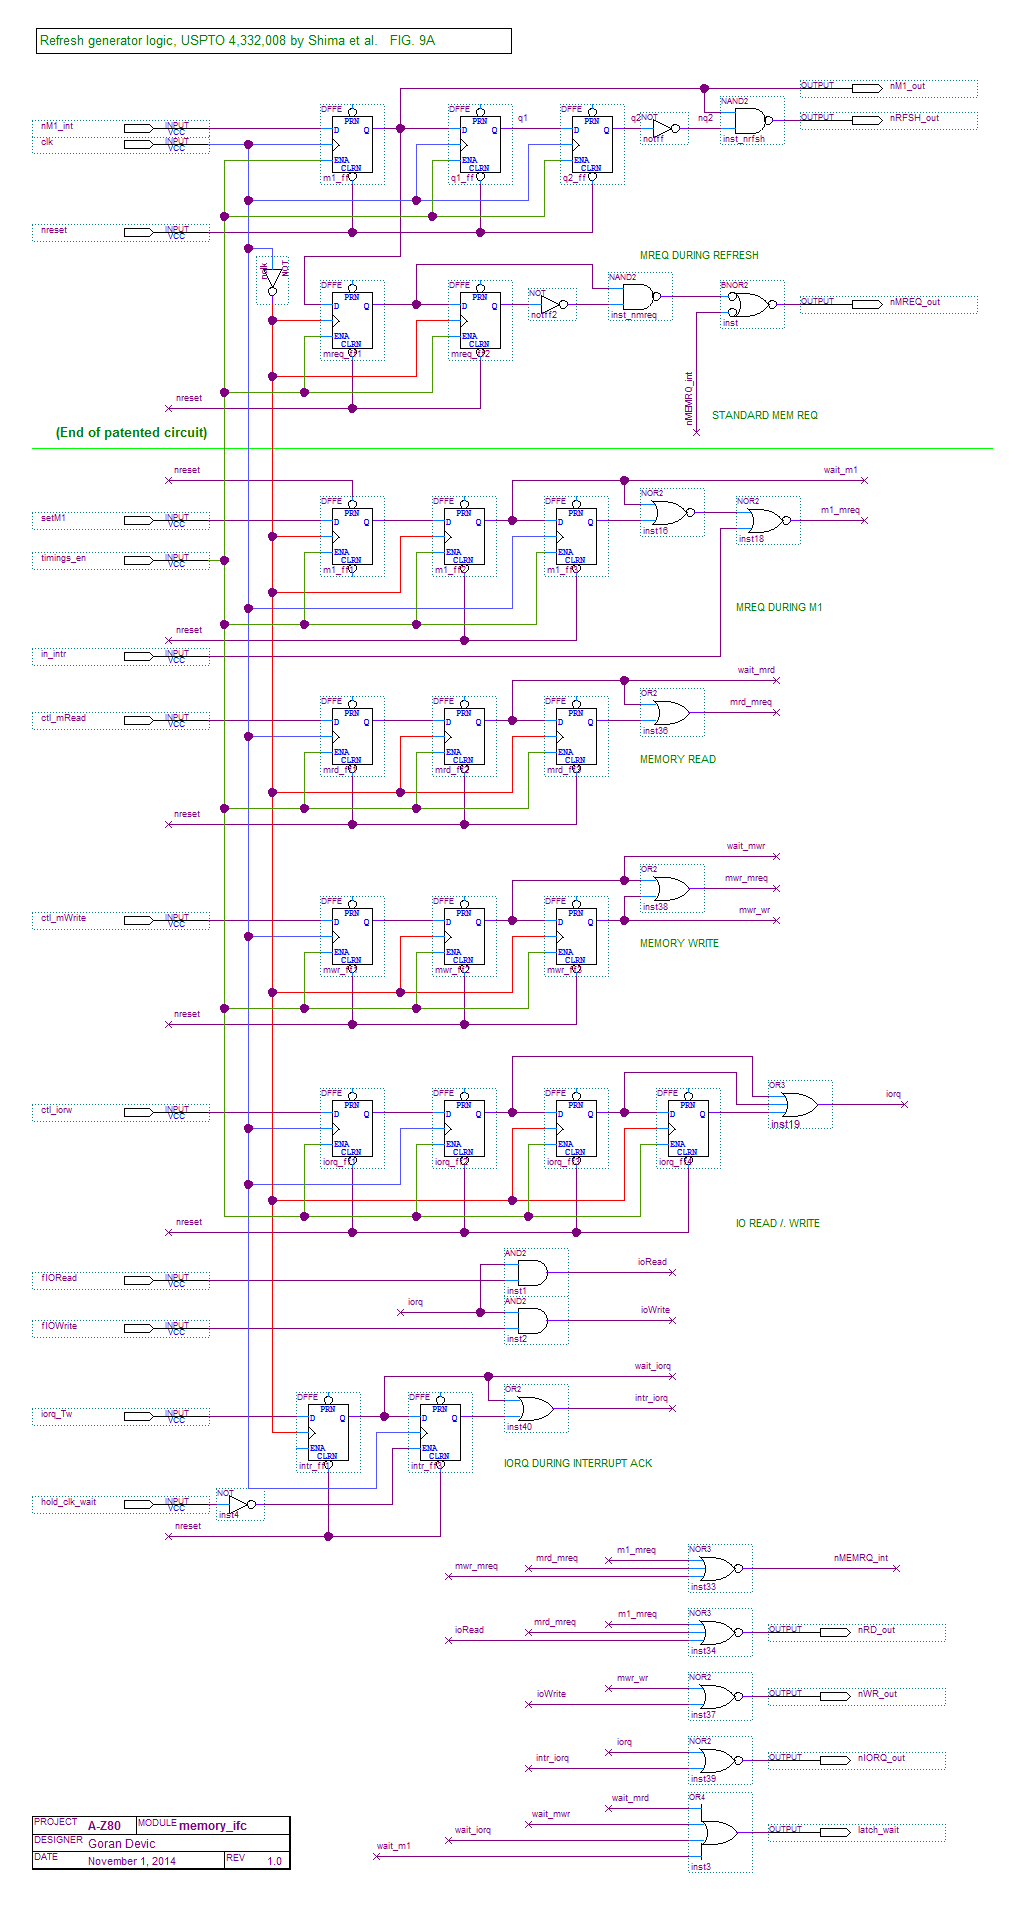 Refresh generator logic, USPTO 4,332,008 by Shima et al. FIG. 9A
OUTPUT nM1_out
DFFE DFFE DFFE NAND2
nM1_int INPUT VCC PRN D Q PRN D Q q1 PRN D Q q2 NOT nq2 OUTPUT nRFSH_out
clk INPUT VCC
ENA CLRN ENA CLRN ENA CLRN notff inst_nrfsh
m1_ff q1_ff q2_ff
nreset INPUT VCC
MREQ DURING REFRESH
nclk NOT
DFFE DFFE NOT NAND2 BNOR2
PRN D Q PRN D Q OUTPUT nMREQ_out
ENA CLRN ENA CLRN notff2 inst_nmreq inst
mreq_ff1 mreq_ff2
nMEMRQ_int
nreset
STANDARD MEM REQ
(End of patented circuit)
nreset wait_m1
DFFE DFFE DFFE NOR2 NOR2
setM1 INPUT VCC PRN D Q PRN D Q PRN D Q m1_mreq
inst16 inst18
timings_en INPUT VCC ENA CLRN ENA CLRN ENA CLRN
m1_ff1 m1_ff2 m1_ff3
MREQ DURING M1
nreset
in_intr INPUT VCC
wait_mrd
DFFE DFFE DFFE OR2 mrd_mreq
ctl_mRead INPUT VCC PRN D Q PRN D Q PRN D Q
inst36
ENA CLRN ENA CLRN ENA CLRN
MEMORY READ
mrd_ff1 mrd_ff2 mrd_ff3
nreset
wait_mwr
OR2 mwr_mreq
DFFE DFFE DFFE inst38 mwr_wr
ctl_mWrite INPUT VCC PRN D Q PRN D Q PRN D Q
MEMORY WRITE
ENA CLRN ENA CLRN ENA CLRN
mwr_ff1 mwr_ff2 mwr_ff3
nreset
DFFE DFFE DFFE DFFE OR3 iorq
ctl_iorw INPUT VCC PRN D Q PRN D Q PRN D Q PRN D Q
inst19
ENA CLRN ENA CLRN ENA CLRN ENA CLRN
iorq_ff1 iorq_ff2 iorq_ff3 iorq_ff4
nreset
IO READ /. WRITE
AND2
fIORead INPUT VCC ioRead
inst1
iorq AND2
fIOWrite INPUT VCC ioWrite
inst2
wait_iorq
DFFE DFFE OR2 intr_iorq
iorq_Tw INPUT VCC PRN D Q PRN D Q
inst40
ENA CLRN ENA CLRN
intr_ff1 intr_ff3
IORQ DURING INTERRUPT ACK
NOT
hold_clk_wait INPUT VCC
inst4
nreset
m1_mreq NOR3
mrd_mreq nMEMRQ_int
mwr_mreq
inst33
m1_mreq NOR3
mrd_mreq OUTPUT nRD_out
ioRead
inst34
mwr_wr NOR2
ioWrite OUTPUT nWR_out
inst37
iorq NOR2
intr_iorq OUTPUT nIORQ_out
inst39
wait_mrd OR4
wait_mwr
wait_iorq OUTPUT latch_wait
wait_m1
inst3
PROJECT A-Z80 MODULE memory_ifc
DESIGNER Goran Devic
DATE November 1, 2014 REV 1.0